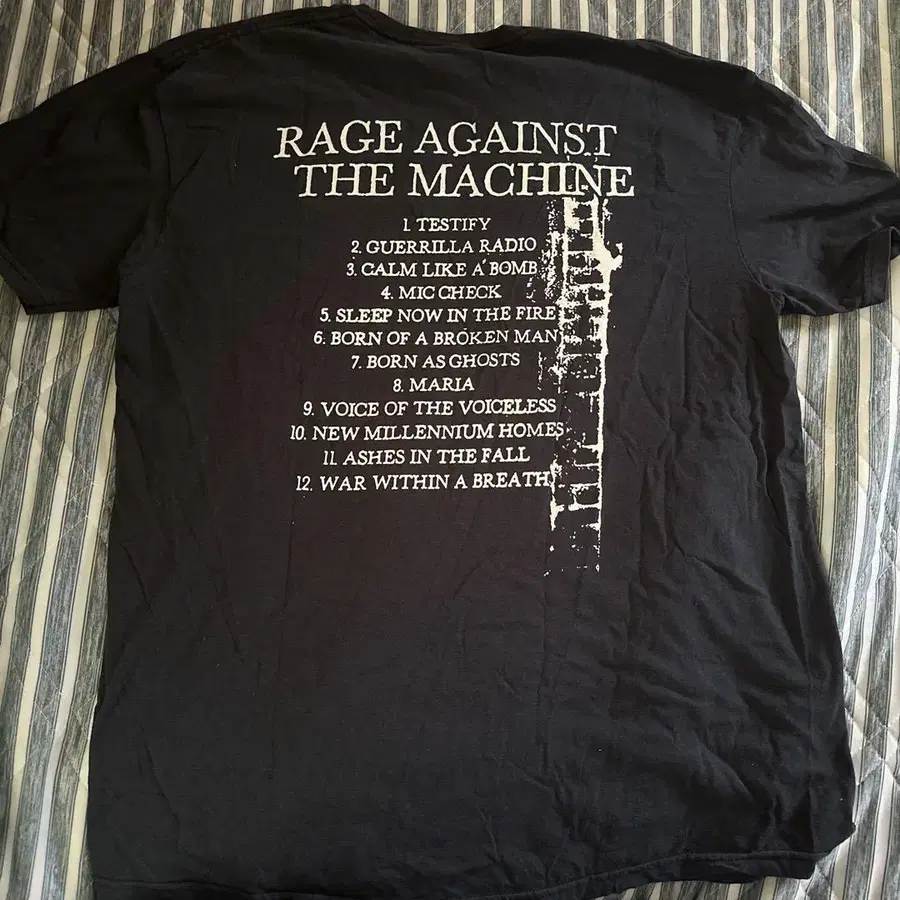 RAGE AGAINST
THE MACHINE
1. TESTIFY
2. GUERRILLA RADIO
3. CALM LIKE A BOMB
4. MIC CHECK
5. SLEEP NOW IN THE FIRE
6. BORN OF A BROKEN MAN
7. BORN AS GHOSTS
8. MARIA
9. VOICE OF THE VOICELESS
10. NEW MILLENNIUM HOMES
11. ASHES IN THE FALL
12. WAR WITHIN A BREATH